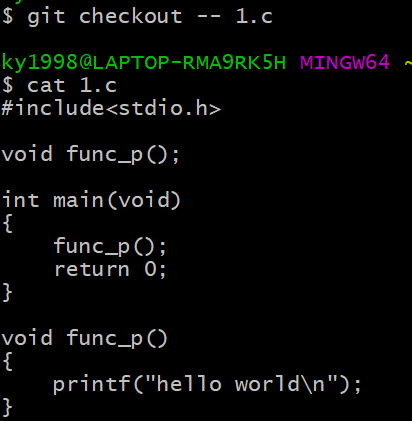 $ git checkout -- 1.c
ky1998@LAPTOP-RMA9RK5H MINGW64 ~
$ cat 1.c
#include<stdio.h>
void func_p();
int main(void)
{
    func_p();
    return 0;
}
void func_p()
{
    printf("hello world\n");
}